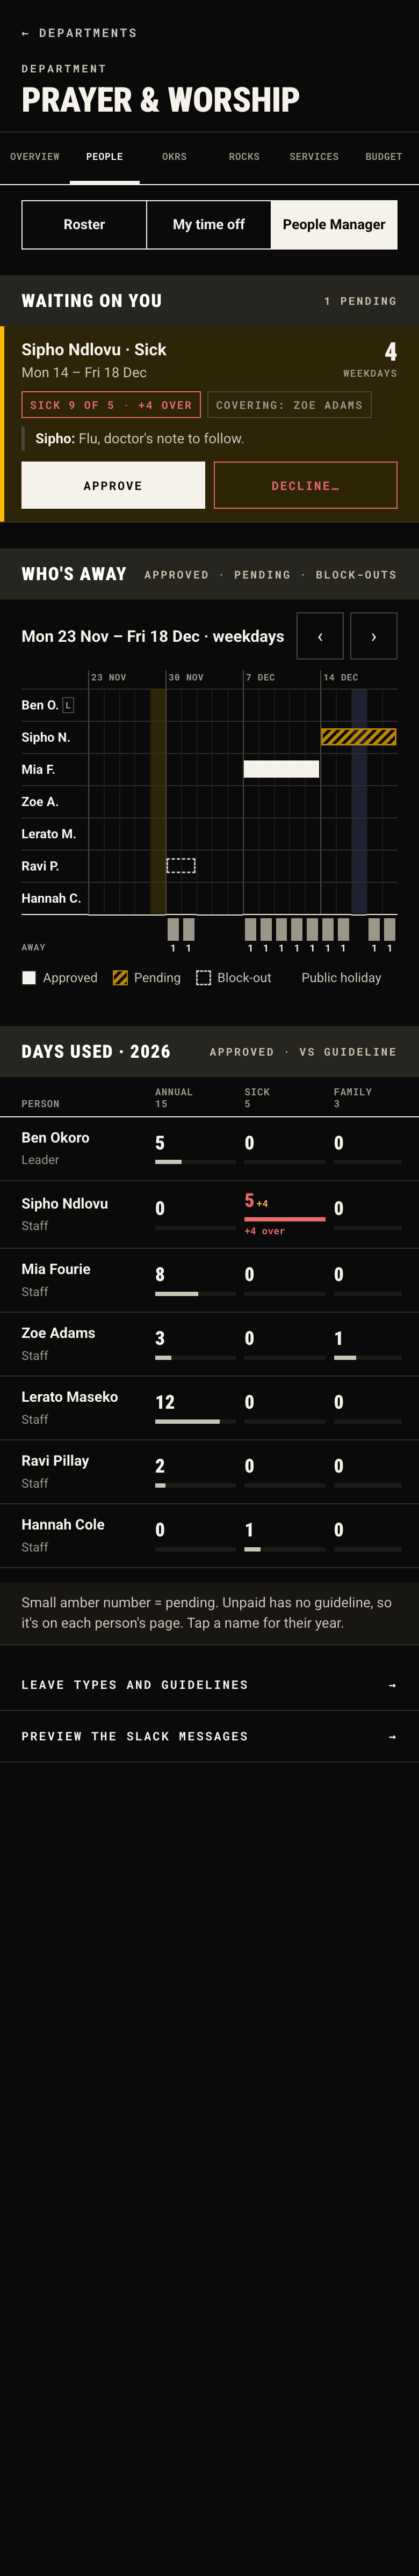 ← DEPARTMENTS
DEPARTMENT
PRAYER & WORSHIP
OVERVIEW PEOPLE OKRS ROCKS SERVICES BUDGET
Roster My time off People Manager
WAITING ON YOU 1 PENDING
Sipho Ndlovu · Sick 4
Mon 14 – Fri 18 Dec WEEKDAYS
SICK 9 OF 5 · +4 OVER COVERING: ZOE ADAMS
Sipho: Flu, doctor's note to follow.
APPROVE DECLINE…
WHO'S AWAY APPROVED · PENDING · BLOCK-OUTS
Mon 23 Nov – Fri 18 Dec · weekdays ‹ ›
23 NOV 30 NOV 7 DEC 14 DEC
Ben O. L
Sipho N.
Mia F.
Zoe A.
Lerato M.
Ravi P.
Hannah C.
AWAY 1 1 1 1 1 1 1 1 1 1 1
Approved Pending Block-out Public holiday
DAYS USED · 2026 APPROVED · VS GUIDELINE
PERSON ANNUAL 15 SICK 5 FAMILY 3
Ben Okoro 5 0 0
Leader
Sipho Ndlovu 0 5 +4 0
Staff +4 over
Mia Fourie 8 0 0
Staff
Zoe Adams 3 0 1
Staff
Lerato Maseko 12 0 0
Staff
Ravi Pillay 2 0 0
Staff
Hannah Cole 0 1 0
Staff
Small amber number = pending. Unpaid has no guideline, so
it's on each person's page. Tap a name for their year.
LEAVE TYPES AND GUIDELINES →
PREVIEW THE SLACK MESSAGES →